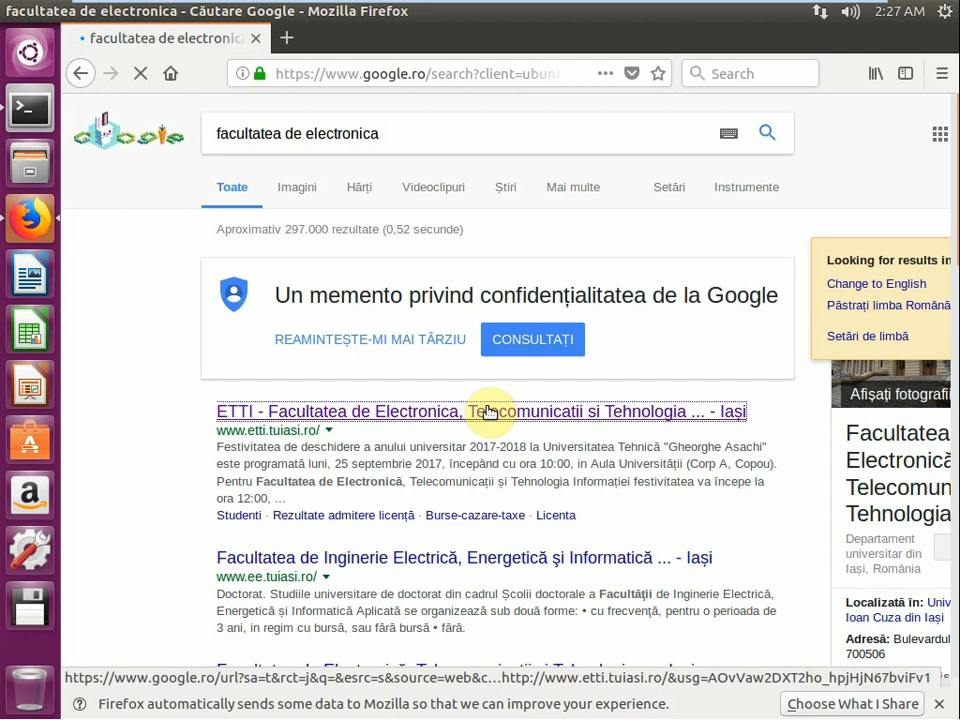 facultatea de electronica - Căutare Google - Mozilla Firefox
2:27 AM
facultatea de electronica
https://www.google.ro/search?client=ubun
Search
facultatea de electronica
Toate Imagini Hărți Videoclipuri Știri Mai multe Setări Instrumente
Aproximativ 297.000 rezultate (0,52 secunde)
Un memento privind confidențialitatea de la Google
REAMINTEȘTE-MI MAI TÂRZIU
CONSULTAȚI
Looking for results in
Change to English
Păstrați limba Română
Setări de limbă
ETTI - Facultatea de Electronica, Telecomunicatii si Tehnologia ... - Iași
www.etti.tuiasi.ro/
Festivitatea de deschidere a anului universitar 2017-2018 la Universitatea Tehnică "Gheorghe Asachi"
este programată luni, 25 septembrie 2017, începând cu ora 10:00, in Aula Universității (Corp A, Copou).
Pentru Facultatea de Electronică, Telecomunicații și Tehnologia Informației festivitatea va începe la
ora 12:00, ...
Studenti · Rezultate admitere licență · Burse-cazare-taxe · Licenta
Facultatea de Inginerie Electrică, Energetică şi Informatică ... - Iași
www.ee.tuiasi.ro/
Doctorat. Studiile universitare de doctorat din cadrul Şcolii doctorale a Facultăţii de Inginerie Electrică,
Energetică și Informatică Aplicată se organizează sub două forme: • cu frecvenţă, pentru o perioada de
3 ani, in regim cu bursă, sau fără bursă • fără.
Afișați fotografii
Facultatea
Electronică
Telecomun
Tehnologia
Departament
universitar din
Iași, România
Localizată în: Univ
Ioan Cuza din Iași
Adresă: Bulevardul
700506
https://www.google.ro/url?sa=t&rct=j&q=&esrc=s&source=web&c...http://www.etti.tuiasi.ro/&usg=AOvVaw2DXT2ho_hpjHjN67bviFv1
Firefox automatically sends some data to Mozilla so that we can improve your experience.
Choose What I Share